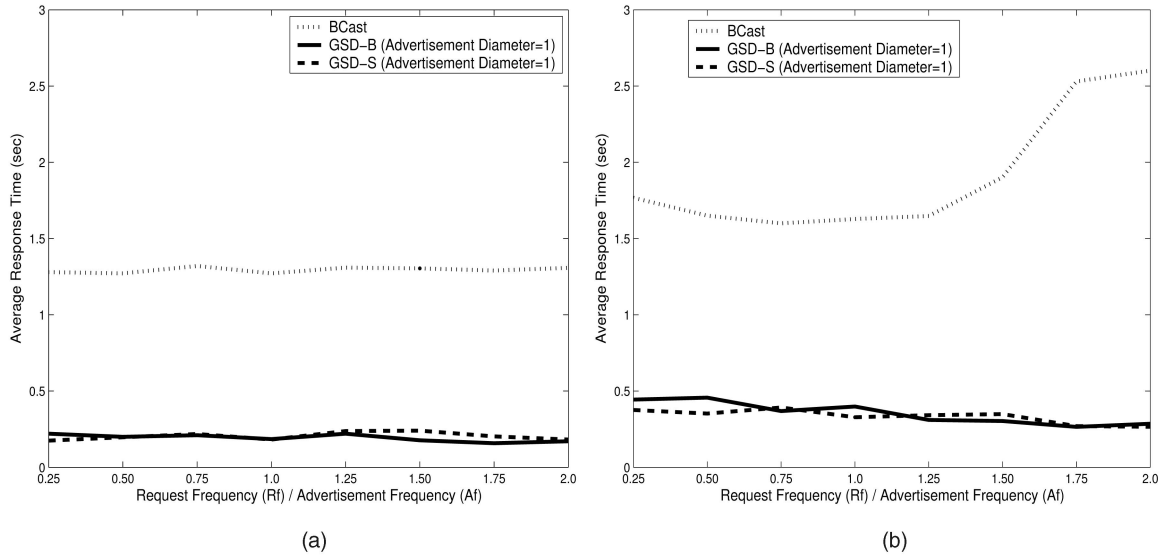 3
2.5
2
1.5
1
0.5
0
Average Response Time (sec)
BCast
GSD−B (Advertisement Diameter=1)
GSD−S (Advertisement Diameter=1)
0.25 0.50 0.75 1.0 1.25 1.50 1.75 2.0
Request Frequency (Rf) / Advertisement Frequency (Af)
(a)
3
2.5
2
1.5
1
0.5
0
Average Response Time (sec)
BCast
GSD−B (Advertisement Diameter=1)
GSD−S (Advertisement Diameter=1)
0.25 0.50 0.75 1.0 1.25 1.50 1.75 2.0
Request Frequency (Rf) / Advertisement Frequency (Af)
(b)